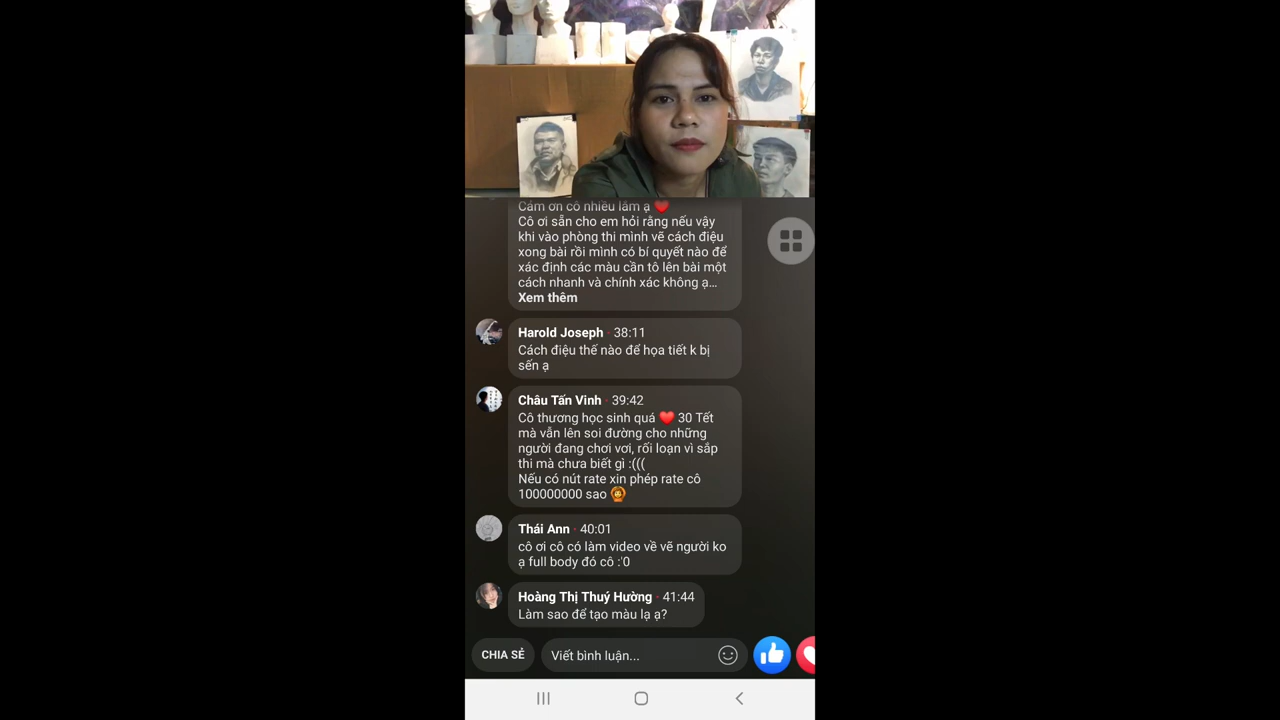 Cảm ơn cô nhiều lắm ạ ❤️
Cô ơi sẵn cho em hỏi rằng nếu vậy
khi vào phòng thi mình vẽ cách điệu
xong bài rồi mình có bí quyết nào để
xác định các màu cần tô lên bài một
cách nhanh và chính xác không ạ...
Xem thêm
Harold Joseph · 38:11
Cách điệu thế nào để họa tiết k bị
sến ạ
Châu Tấn Vinh · 39:42
Cô thương học sinh quá ❤️ 30 Tết
mà vẫn lên soi đường cho những
người đang chơi vơi, rối loạn vì sắp
thi mà chưa biết gì :(((
Nếu có nút rate xin phép rate cô
100000000 sao 🙆
Thái Ann · 40:01
cô ơi cô có làm video về vẽ người ko
ạ full body đó cô :'0
Hoàng Thị Thuý Hường · 41:44
Làm sao để tạo màu lạ ạ?
CHIA SẺ
Viết bình luận...